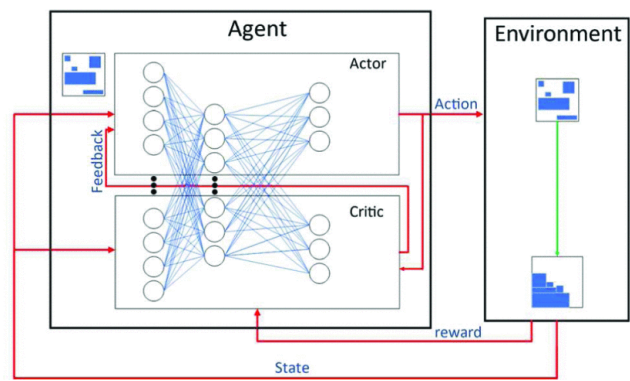 Agent
Environment
Actor
Action
Feedback
Critic
reward
State